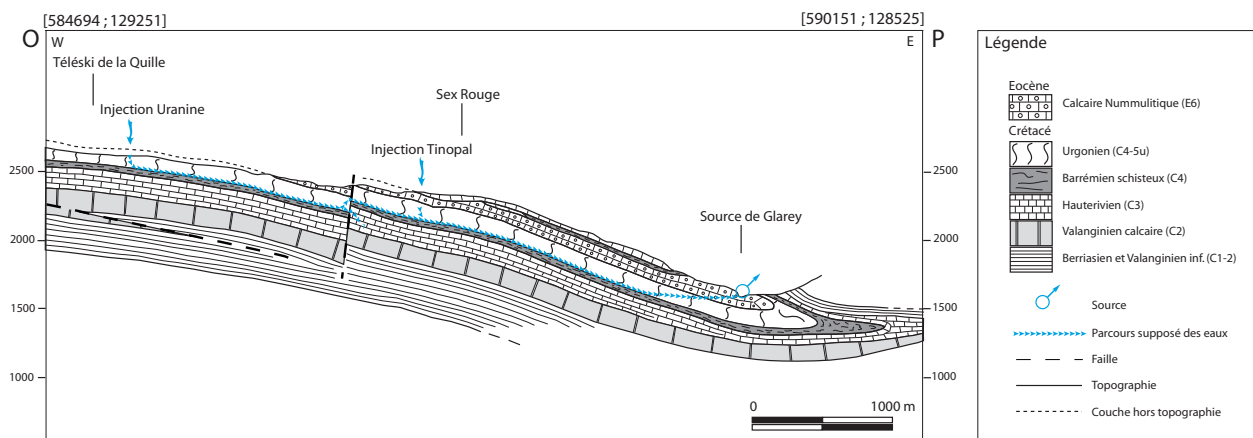 [584694 ; 129251]
[590151 ; 128525]
O
W
E
P
Téléski de la Quille
Injection Uranine
Sex Rouge
Injection Tinopal
Source de Glarey
2500
2000
1500
1000
2500
2000
1500
1000
0
1000 m
Légende
Eocène
Calcaire Nummulitique (E6)
Crétacé
Urgonien (C4-5u)
Barrémien schisteux (C4)
Hauterivien (C3)
Valanginien calcaire (C2)
Berriasien et Valanginien inf. (C1-2)
Source
Parcours supposé des eaux
Faille
Topographie
Couche hors topographie